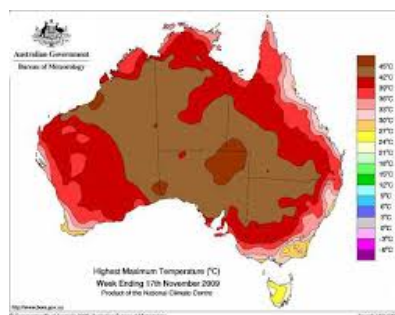 Australian Government
Bureau of Meteorology
45°C
42°C
39°C
36°C
33°C
30°C
27°C
24°C
21°C
18°C
15°C
12°C
9°C
6°C
3°C
0°C
-3°C
-6°C
Highest Maximum Temperature (°C)
Week Ending 17th November 2009
Product of the National Climate Centre